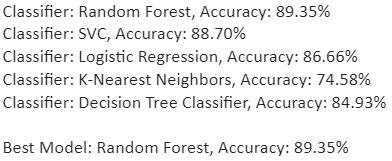 Classifier: Random Forest, Accuracy: 89.35%
Classifier: SVC, Accuracy: 88.70%
Classifier: Logistic Regression, Accuracy: 86.66%
Classifier: K-Nearest Neighbors, Accuracy: 74.58%
Classifier: Decision Tree Classifier, Accuracy: 84.93%
Best Model: Random Forest, Accuracy: 89.35%